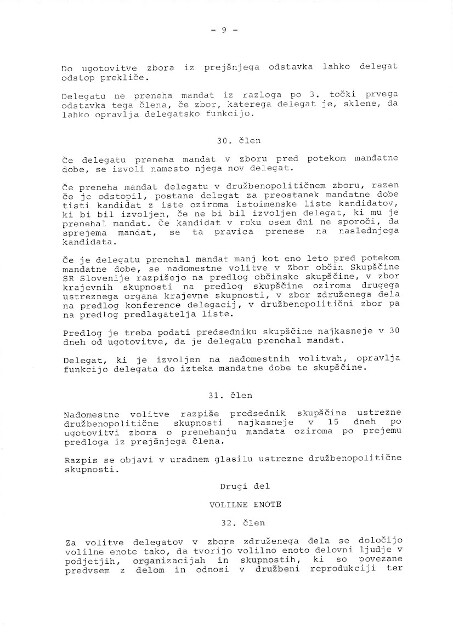 - 9 -
Do ugotovitve zbora iz prejšnjega odstavka lahko delegat
odstop prekliče.
Delegatu ne preneha mandat iz razloga po 3. točki prvega
odstavka tega člena, če zbor, katerega delegat je, sklene, da
lahko opravlja delegatsko funkcijo.
30. člen
Če delegatu preneha mandat v zboru pred potekom mandatne
dobe, se izvoli namesto njega nov delegat.
Če preneha mandat delegatu v družbenopolitičnem zboru, razen
če je odstopil, postane delegat za preostanek mandatne dobe
tisti kandidat z iste oziroma istoimenske liste kandidatov,
ki bi bil izvoljen, če ne bi bil izvoljen delegat, ki mu je
prenehal mandat. Če kandidat v roku osem dni ne sporoči, da
sprejema mandat, se ta pravica prenese na naslednjega
kandidata.
Če je delegatu prenehal mandat manj kot eno leto pred potekom
mandatne dobe, se nadomestne volitve v Zbor občin Skupščine
SR Slovenije razpišejo na predlog občinske skupščine, v zbor
krajevnih skupnosti na predlog skupščine oziroma drugega
ustreznega organa krajevne skupnosti, v zbor združenega dela
na predlog konference delegacij, v družbenopolitični zbor pa
na predlog predlagatelja liste.
Predlog je treba podati predsedniku skupščine najkasneje v 30
dneh od ugotovitve, da je delegatu prenehal mandat.
Delegat, ki je izvoljen na nadomestnih volitvah, opravlja
funkcijo delegata do izteka mandatne dobe te skupščine.
31. člen
Nadomestne volitve razpiše predsednik skupščine ustrezne
družbenopolitične skupnosti najkasneje v 15 dneh po
ugotovitvi zbora o prenehanju mandata oziroma po prejemu
predloga iz prejšnjega člena.
Razpis se objavi v uradnem glasilu ustrezne družbenopolitične
skupnosti.
Drugi del
VOLILNE ENOTE
32. člen
Za volitve delegatov v zbore združenega dela se določijo
volilne enote tako, da tvorijo volilno enoto delovni ljudje v
podjetjih, organizacijah in skupnostih, ki so povezane
predvsem z delom in odnosi v družbeni reprodukciji ter